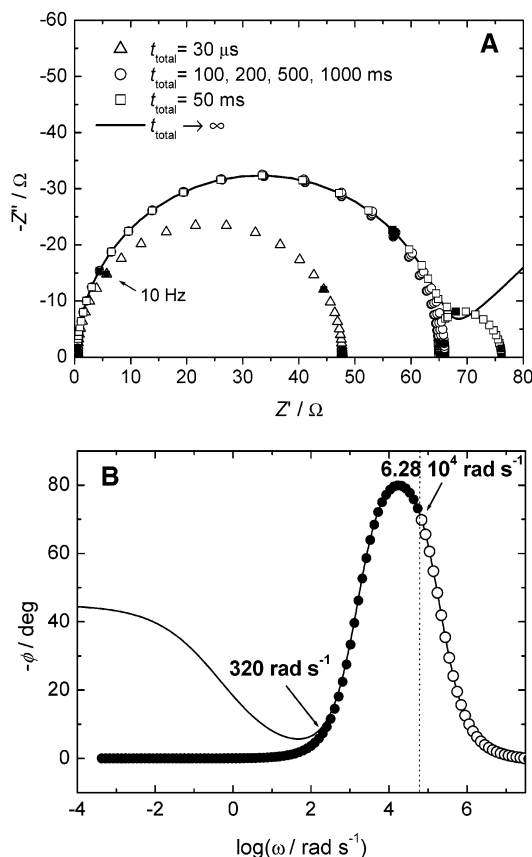 A
t_total = 30 μs
t_total = 100, 200, 500, 1000 ms
t_total = 50 ms
t_total → ∞
-60
-50
-40
-30
-20
-10
0
-Z'' / Ω
10 Hz
0 10 20 30 40 50 60 70 80
Z' / Ω
B
6.28 10⁴ rad s⁻¹
80
60
40
20
0
-ϕ / deg
320 rad s⁻¹
-4 -2 0 2 4 6
log(ω / rad s⁻¹)